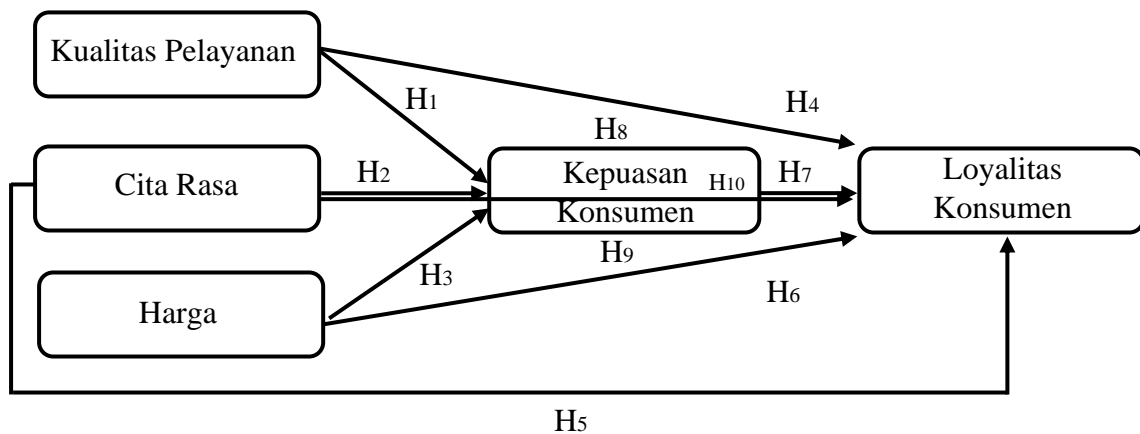 Kualitas Pelayanan
H1
H4
H8
Cita Rasa
H2
Kepuasan
Konsumen
H10
H7
Loyalitas
Konsumen
H3
H9
H6
Harga
H5